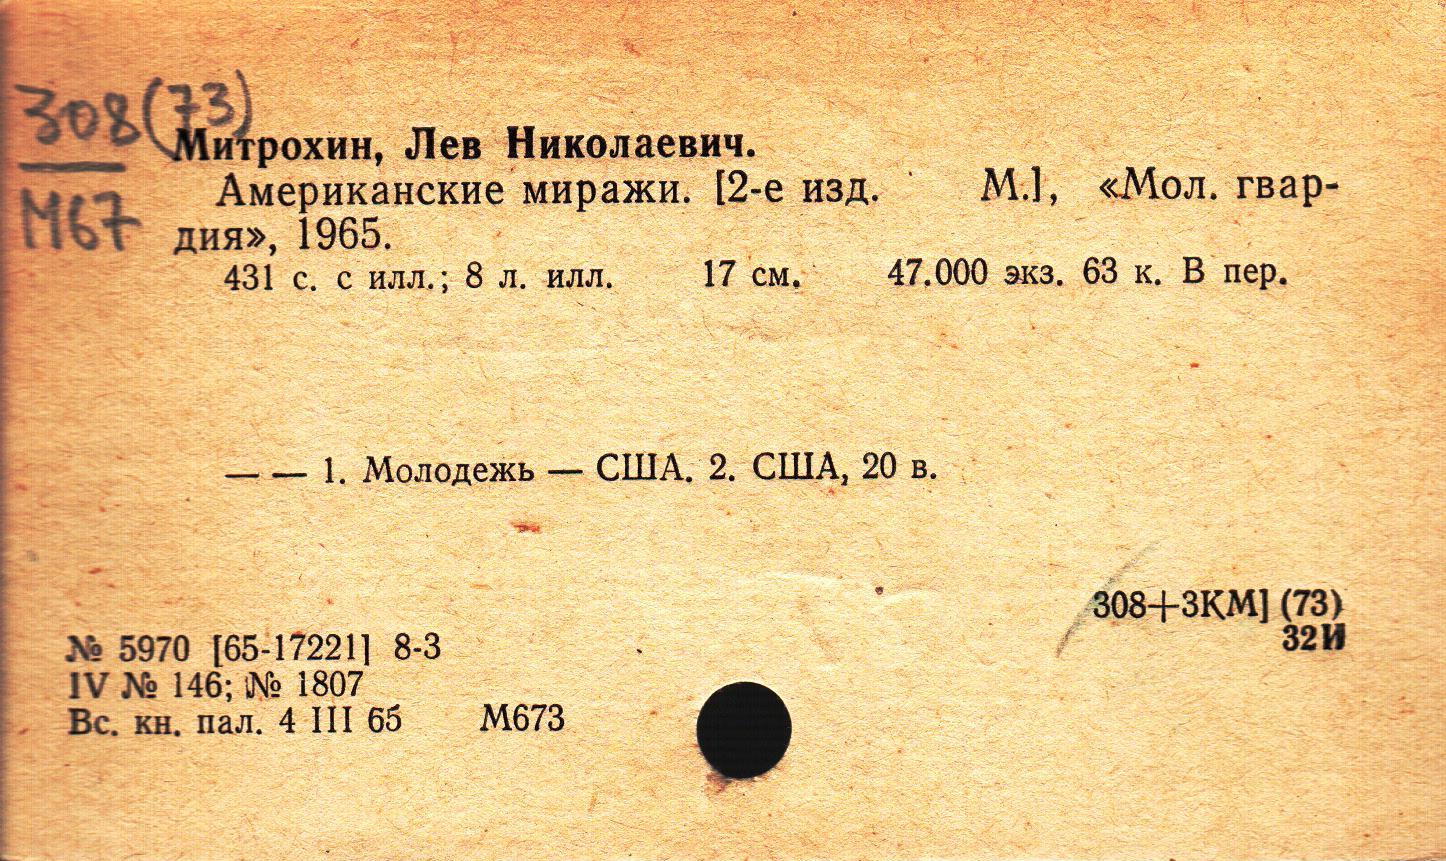 308(73)
М67
Митрохин, Лев Николаевич.
Американские миражи. [2-е изд. М.], «Мол. гвар-
дия», 1965.
431 с. с илл.; 8 л. илл. 17 см. 47.000 экз. 63 к. В пер.
— — 1. Молодежь — США. 2. США, 20 в.
308+3КМ] (73)
32И
№ 5970 [65-17221] 8-3
IV № 146; № 1807
Вс. кн. пал. 4 III 65 М673